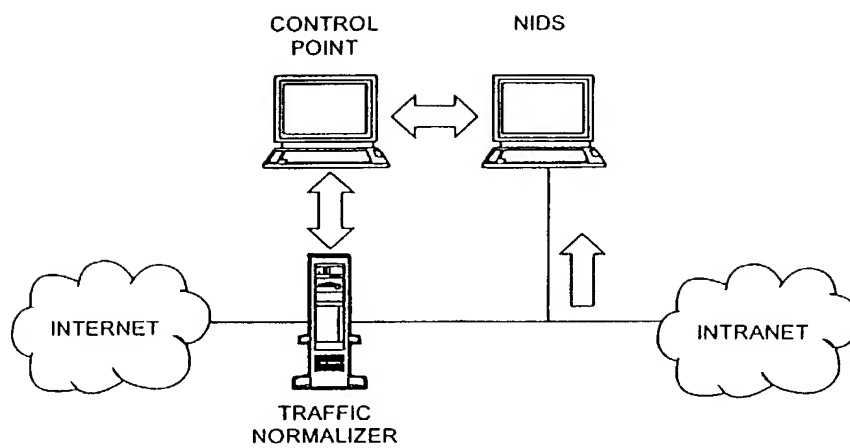 CONTROL
POINT
NIDS
INTERNET
INTRANET
TRAFFIC
NORMALIZER